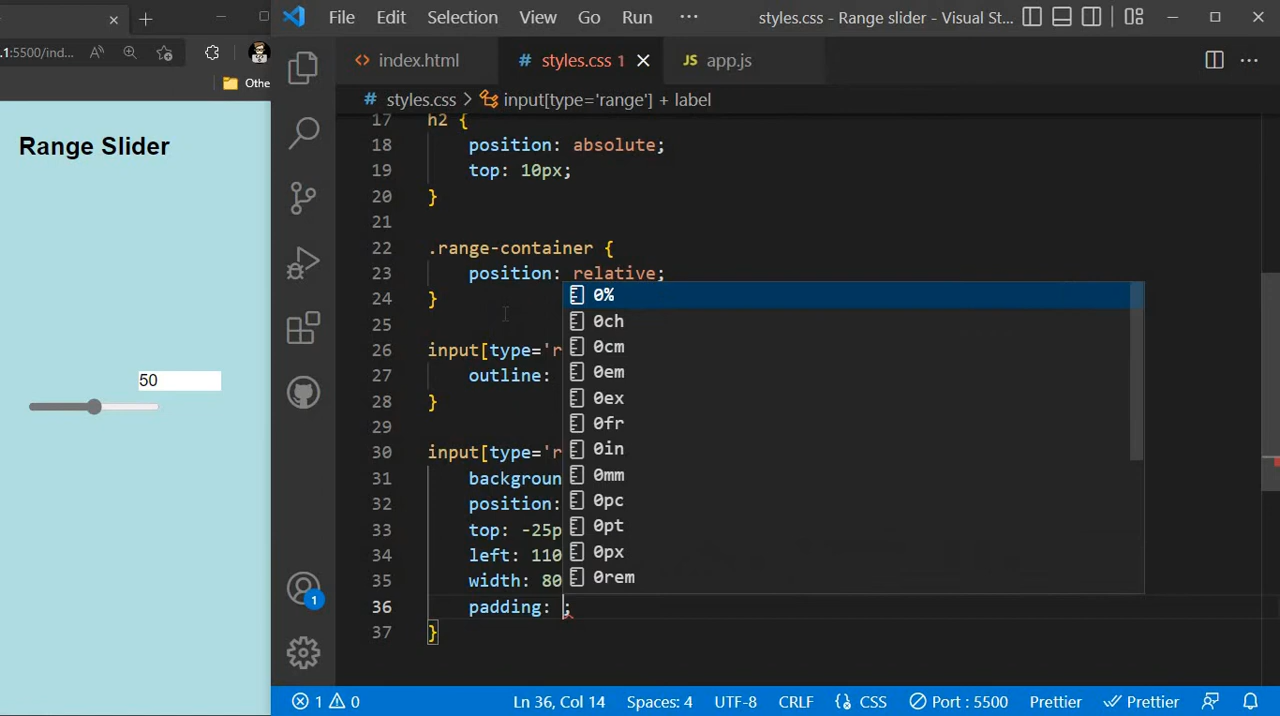 File Edit Selection View Go Run ··· styles.css - Range slider - Visual St...
.1:5500/ind...
Othe
index.html
# styles.css 1
JS app.js
# styles.css > input[type='range'] + label
Range Slider
50
17 h2 {
18 position: absolute;
19 top: 10px;
20 }
21
22 .range-container {
23 position: relative;
24 }
25
26 input[type='r
27 outline:
28 }
29
30 input[type='r
31 backgroun
32 position:
33 top: -25p
34 left: 110
35 width: 80
36 padding: ;
37 }
0%
0ch
0cm
0em
0ex
0fr
0in
0mm
0pc
0pt
0px
0rem
1
1 0 Ln 36, Col 14 Spaces: 4 UTF-8 CRLF {} CSS Port : 5500 Prettier Prettier